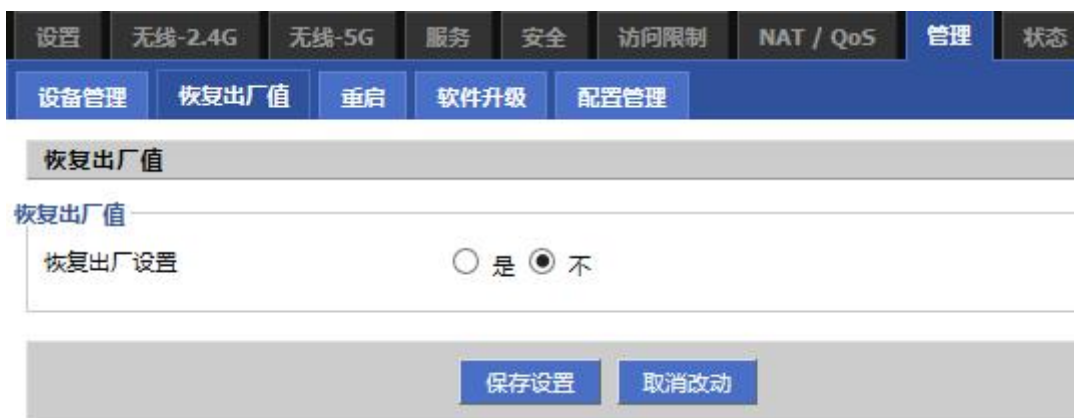 设置 无线-2.4G 无线-5G 服务 安全 访问限制 NAT / QoS 管理 状态
设备管理 恢复出厂值 重启 软件升级 配置管理
恢复出厂值
恢复出厂值
恢复出厂设置 是 不
保存设置 取消改动